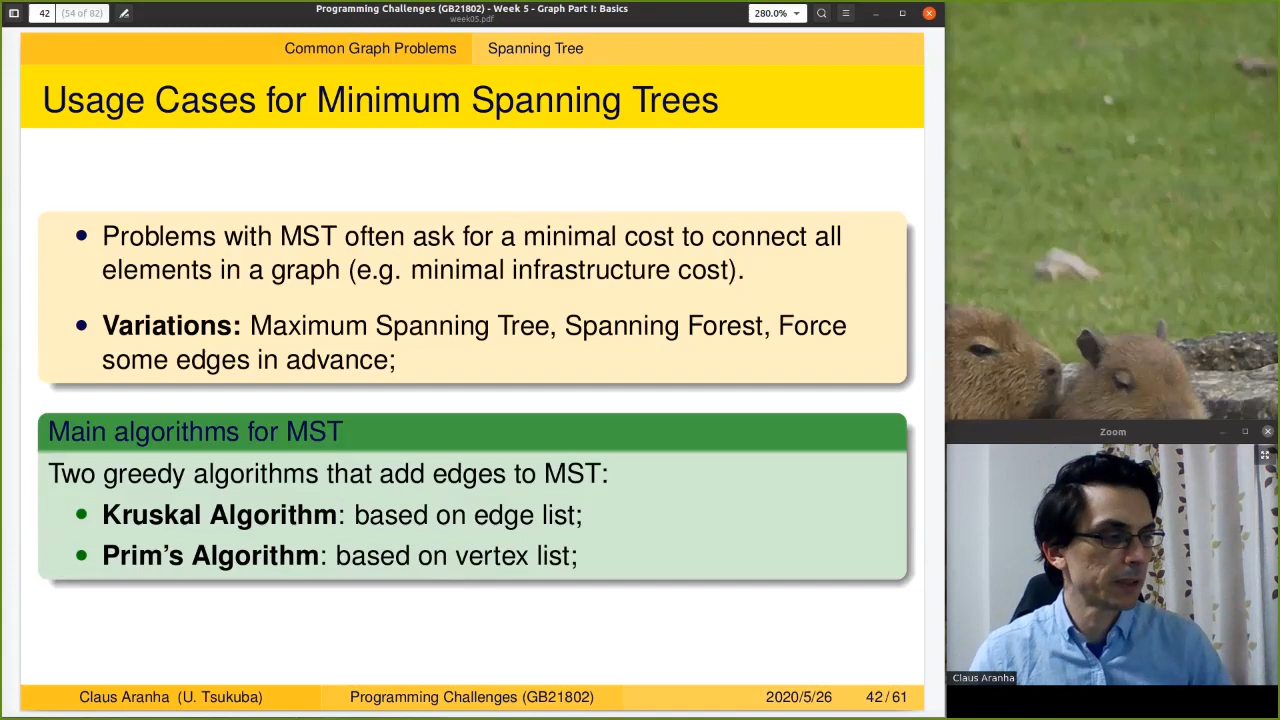 42 (54 of 82) Programming Challenges (GB21802) - Week 5 - Graph Part I: Basics 280.0%
week05.pdf
Common Graph Problems Spanning Tree
Usage Cases for Minimum Spanning Trees
• Problems with MST often ask for a minimal cost to connect all
elements in a graph (e.g. minimal infrastructure cost).
• Variations: Maximum Spanning Tree, Spanning Forest, Force
some edges in advance;
Main algorithms for MST
Two greedy algorithms that add edges to MST:
• Kruskal Algorithm: based on edge list;
• Prim's Algorithm: based on vertex list;
Claus Aranha (U. Tsukuba) Programming Challenges (GB21802) 2020/5/26 42 / 61
Zoom
Claus Aranha